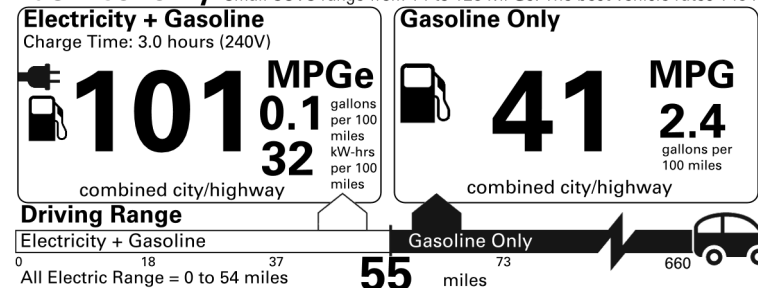 Electricity + Gasoline
Charge Time: 3.0 hours (240V)
101
MPGe
0.1 gallons per 100 miles
32 kW-hrs per 100 miles
combined city/highway
Gasoline Only
41
MPG
2.4
gallons per
100 miles
combined city/highway
Driving Range
Electricity + Gasoline
Gasoline Only
0 18 37 55 miles 73 660
All Electric Range = 0 to 54 miles